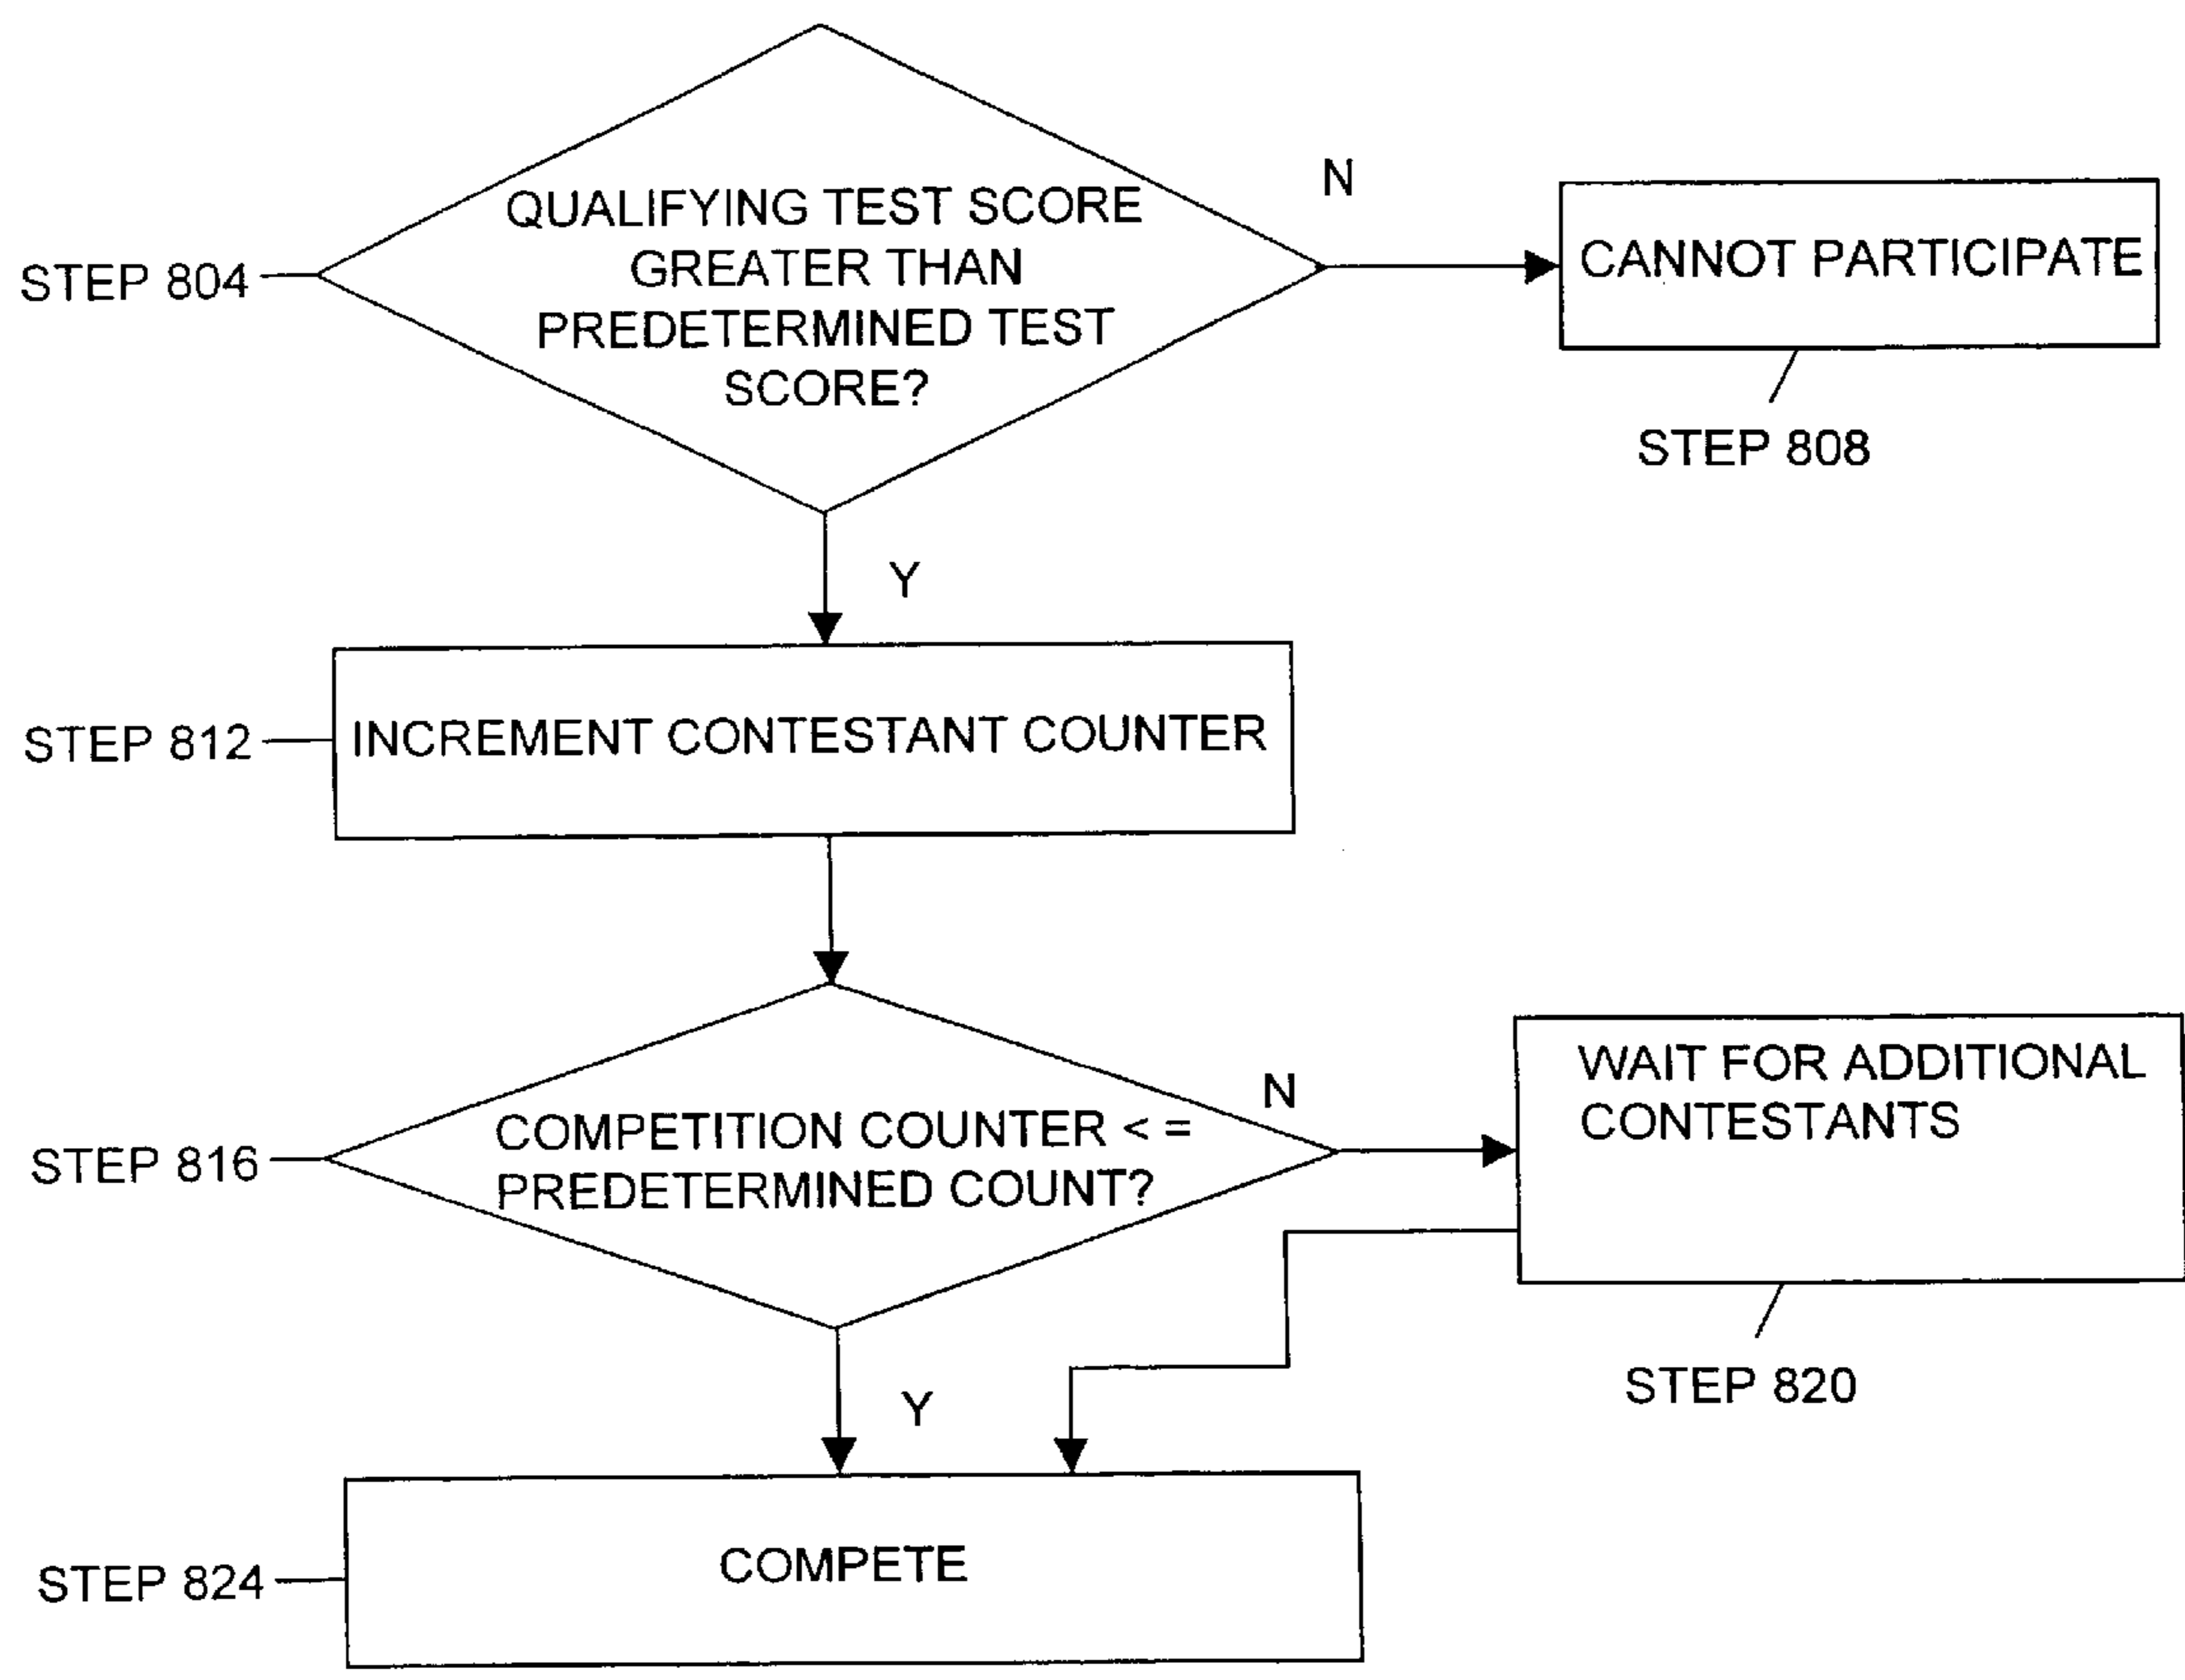 QUALIFYING TEST SCORE
GREATER THAN
PREDETERMINED TEST
SCORE?
STEP 804
N
CANNOT PARTICIPATE
STEP 808
Y
INCREMENT CONTESTANT COUNTER
STEP 812
COMPETITION COUNTER < =
PREDETERMINED COUNT?
STEP 816
N
WAIT FOR ADDITIONAL
CONTESTANTS
STEP 820
Y
COMPETE
STEP 824